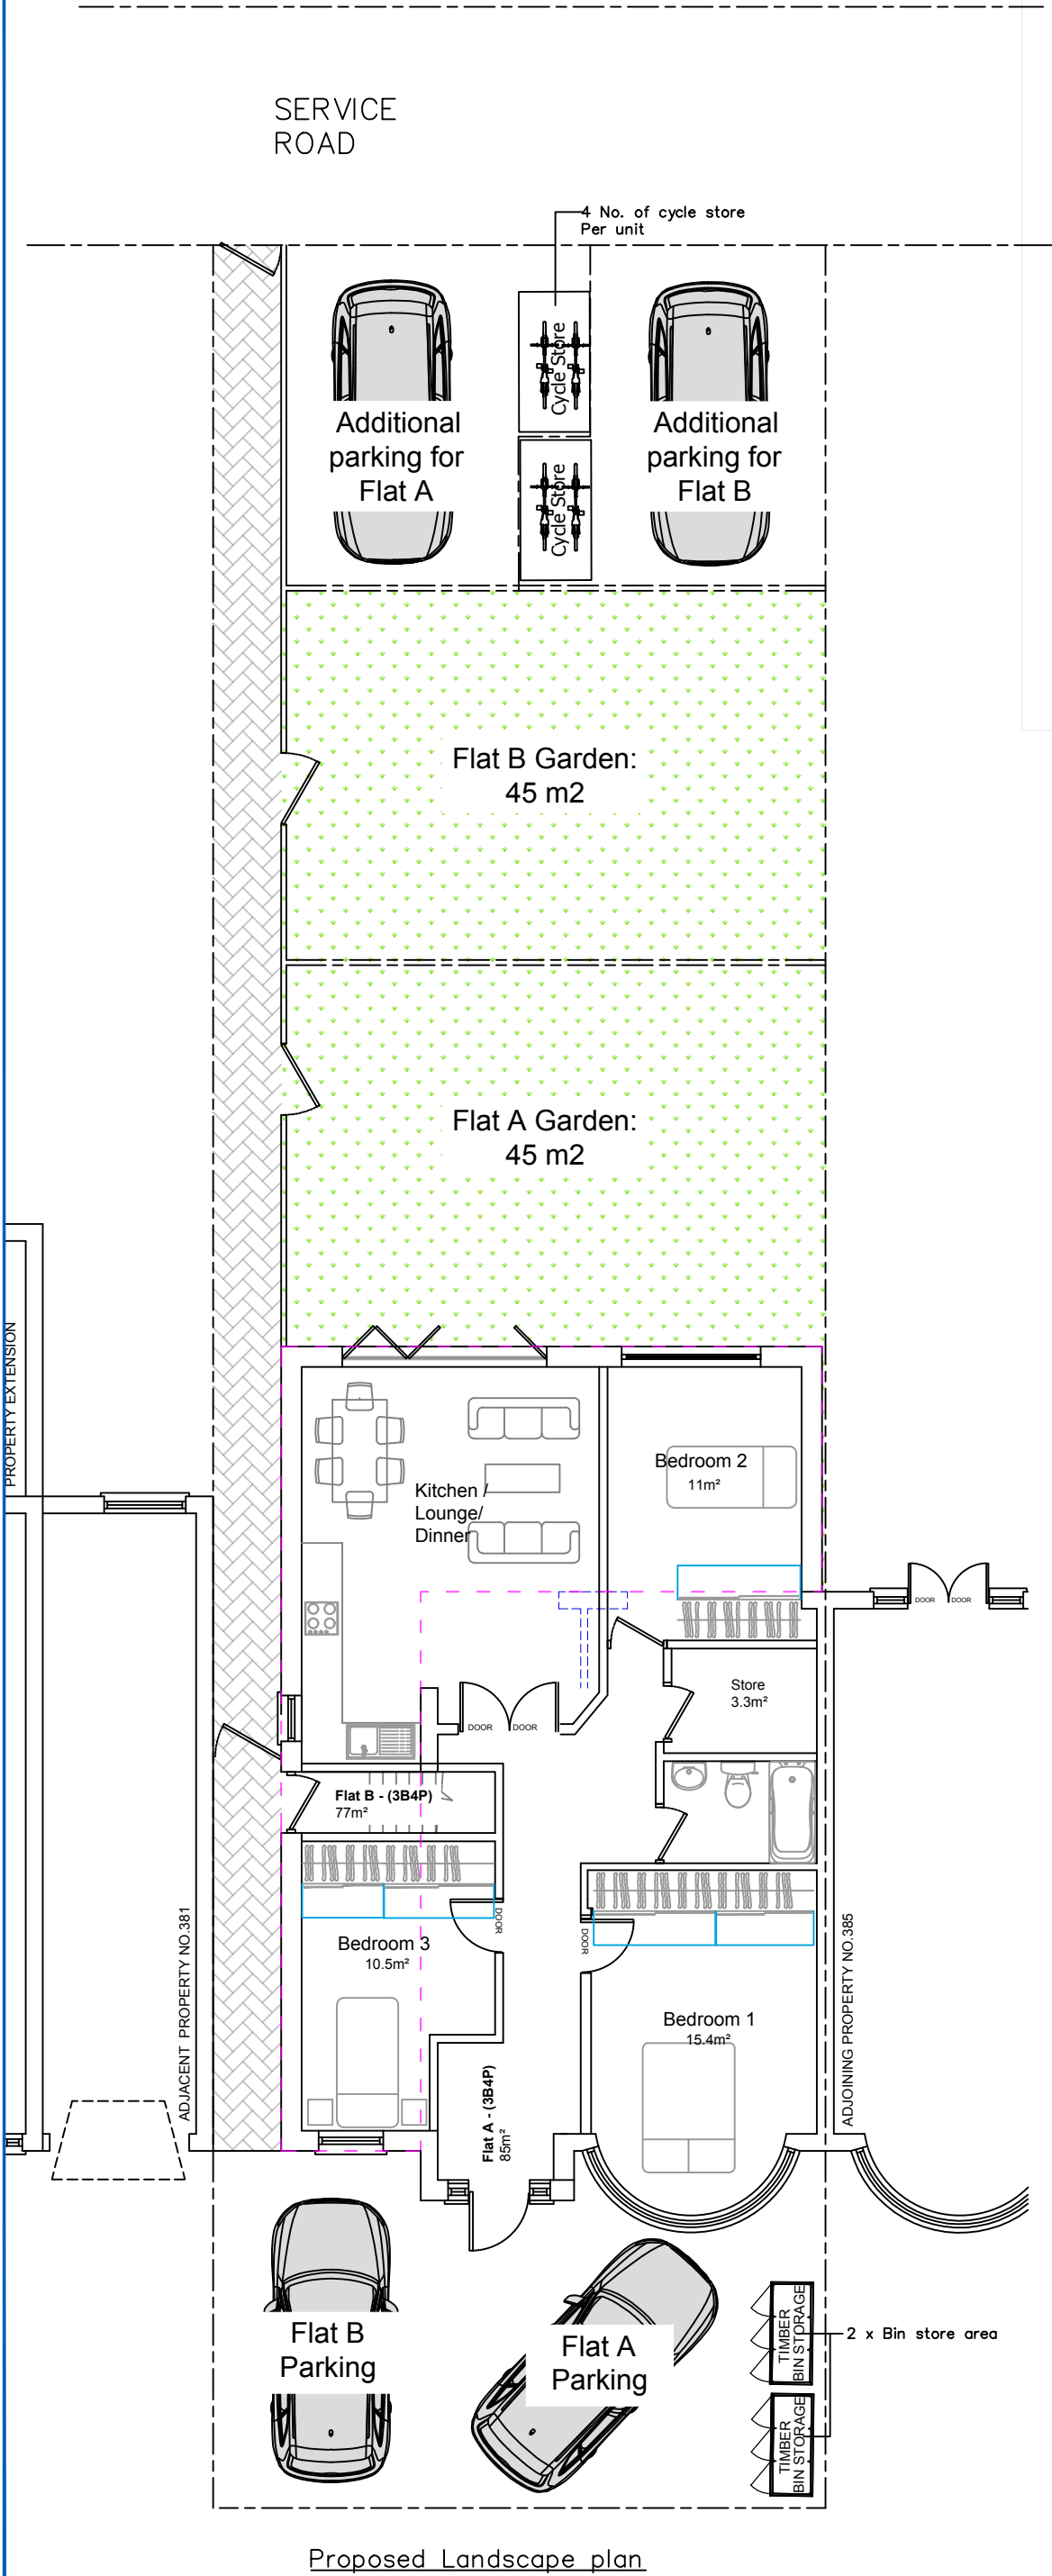 SERVICE
ROAD
4 No. of cycle store
Per unit
Cycle Store
Cycle Store
Additional
parking for
Flat A
Additional
parking for
Flat B
Flat B Garden:
45 m2
Flat A Garden:
45 m2
PROPERTY EXTENSION
Kitchen /
Lounge/
Dinner
Bedroom 2
11m²
DOOR
DOOR
Store
3.3m²
DOOR
DOOR
Flat B - (3B4P)
77m²
DOOR
DOOR
Bedroom 3
10.5m²
Bedroom 1
15.4m²
ADJACENT PROPERTY NO.381
ADJOINING PROPERTY NO.385
Flat A - (3B4P)
85m²
Flat B
Parking
Flat A
Parking
TIMBER
BIN STORAGE
2 x Bin store area
TIMBER
BIN STORAGE
Proposed Landscape plan